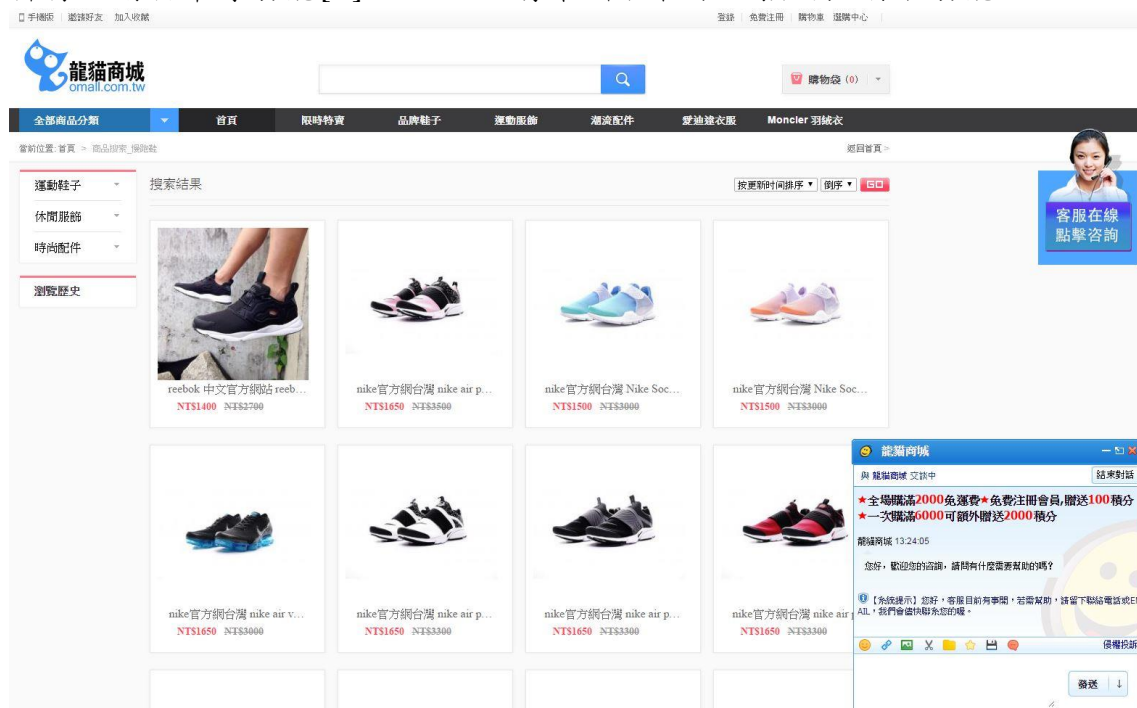 手機版 邀請好友 加入收藏
登錄 免費注冊 購物車 選購中心
龍貓商城
omall.com.tw
購物袋 (0)
全部商品分類 首頁 限時特賣 品牌鞋子 運動服飾 潮流配件 愛迪達衣服 Moncler 羽絨衣
當前位置: 首頁 > 商品搜索_慢跑鞋
返回首頁 >
運動鞋子
休閒服飾
時尚配件
瀏覽歷史
搜索結果
按更新时间排序 倒序 GO
客服在線
點擊咨詢
reebok 中文官方網站 reeb...
NT$1400 NT$2700
nike官方網台灣 nike air p...
NT$1650 NT$3500
nike官方網台灣 Nike Soc...
NT$1500 NT$3000
nike官方網台灣 Nike Soc...
NT$1500 NT$3000
nike官方網台灣 nike air v...
NT$1650 NT$3000
nike官方網台灣 nike air p...
NT$1650 NT$3300
nike官方網台灣 nike air p...
NT$1650 NT$3300
nike官方網台灣 nike air
NT$1650 NT$3300
龍貓商城
與 龍貓商城 交談中
結束對話
★全場購滿2000免運費★免費注冊會員,贈送100積分
★一次購滿6000可額外贈送2000積分
龍貓商城 13:24:05
您好，歡迎您的咨詢，請問有什麼需要幫助的嗎？
【系統提示】您好，客服目前有事開，若需幫助，請留下聯絡電話或EM
AIL，我們會儘快聯系您的喔。
侵權投訴
發送